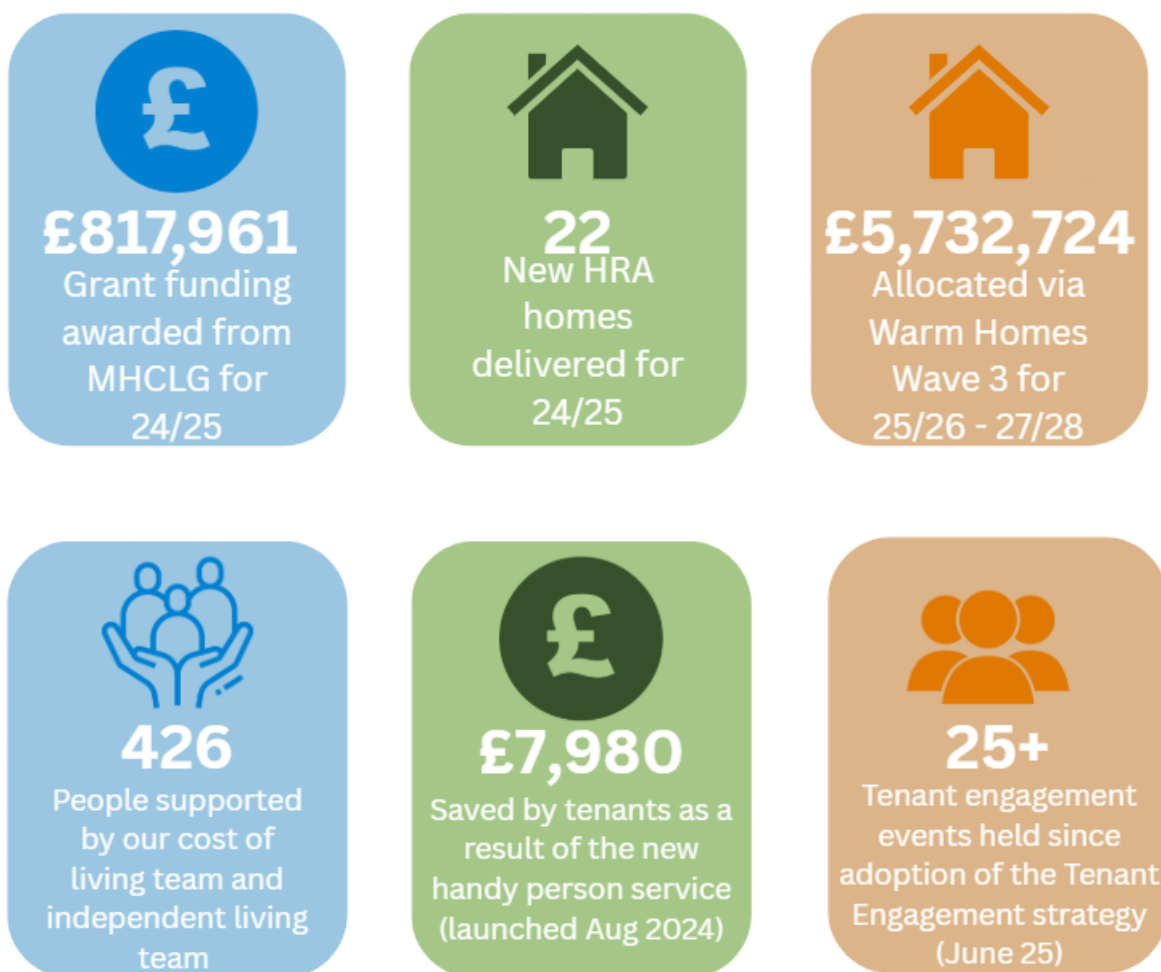 £
£817,961
Grant funding
awarded from
MHCLG for
24/25
22
New HRA
homes
delivered for
24/25
£5,732,724
Allocated via
Warm Homes
Wave 3 for
25/26 - 27/28
426
People supported
by our cost of
living team and
independent living
team
£
£7,980
Saved by tenants as a
result of the new
handy person service
(launched Aug 2024)
25+
Tenant engagement
events held since
adoption of the Tenant
Engagement strategy
(June 25)